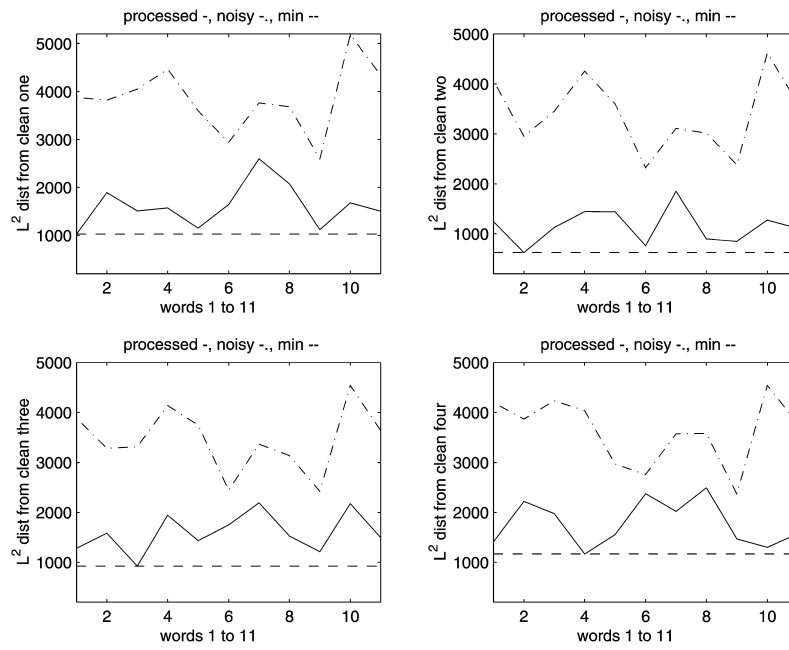 processed -, noisy -., min --
5000
4000
3000
2000
1000
L² dist from clean one
2 4 6 8 10
words 1 to 11
processed -, noisy -., min --
5000
4000
3000
2000
1000
L² dist from clean two
2 4 6 8 10
words 1 to 11
processed -, noisy -., min --
5000
4000
3000
2000
1000
L² dist from clean three
2 4 6 8 10
words 1 to 11
processed -, noisy -., min --
5000
4000
3000
2000
1000
L² dist from clean four
2 4 6 8 10
words 1 to 11